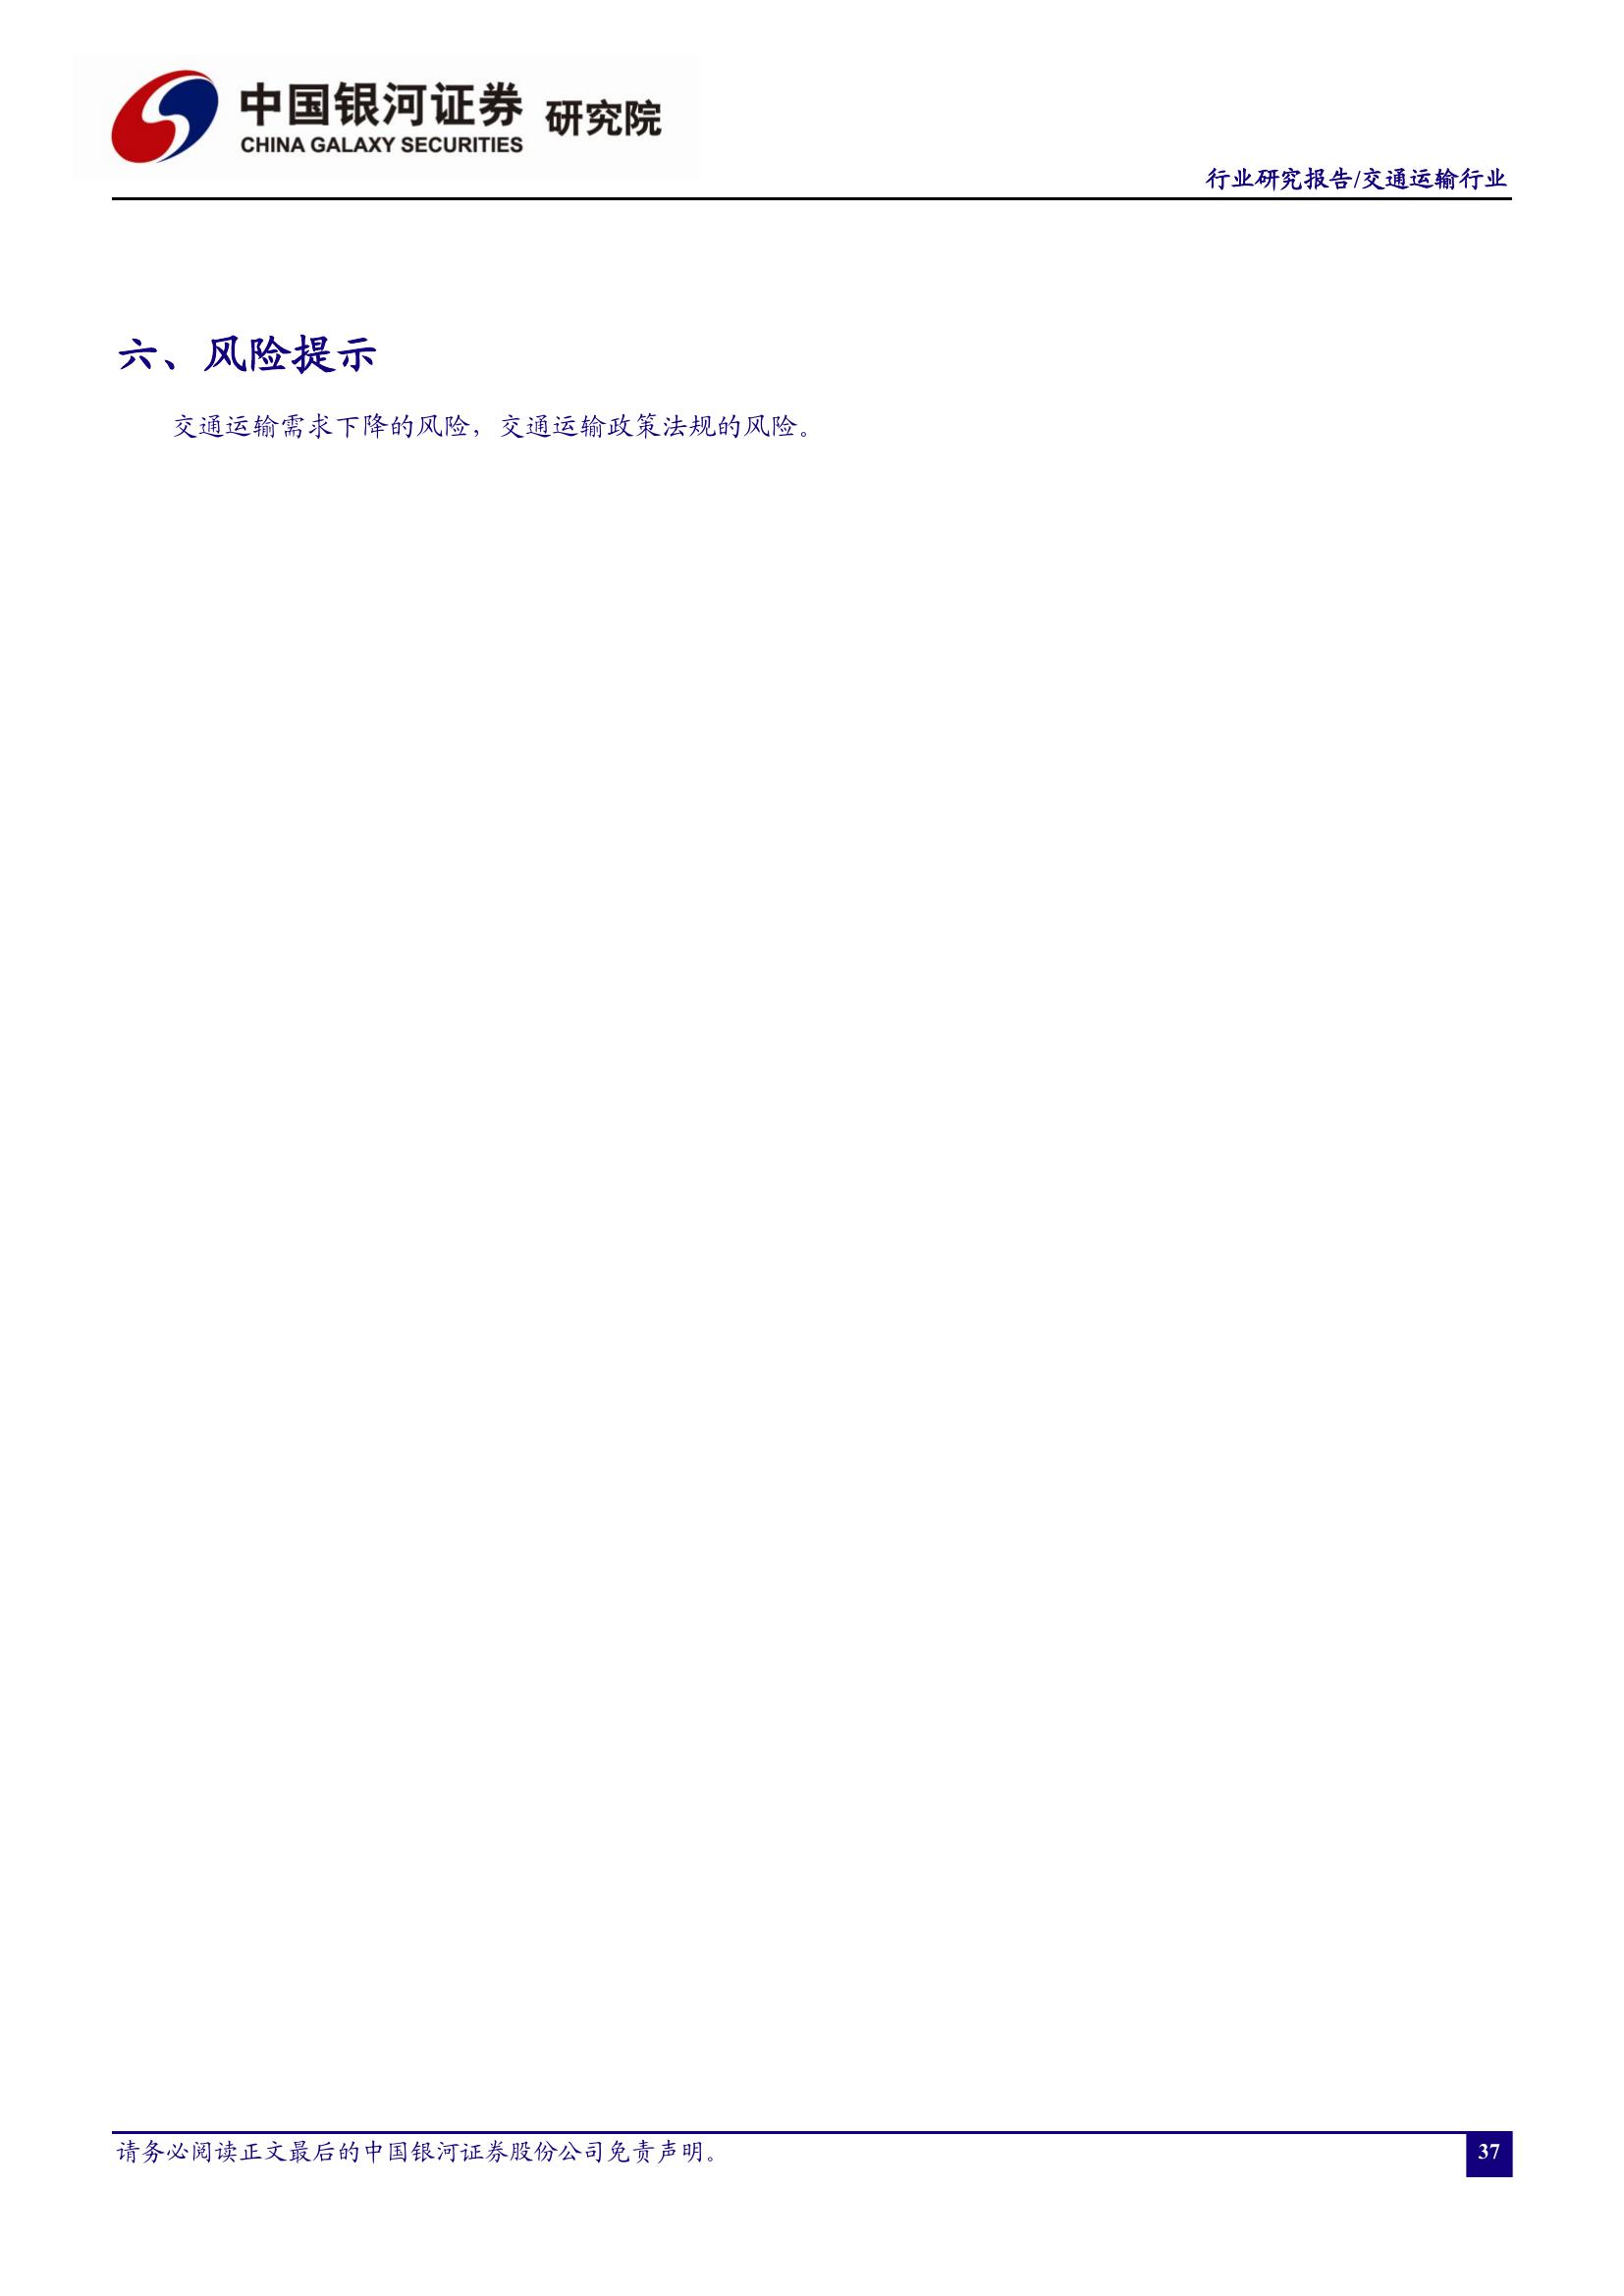 中国银河证券 研究院
CHINA GALAXY SECURITIES
行业研究报告/交通运输行业
六、风险提示
交通运输需求下降的风险，交通运输政策法规的风险。
请务必阅读正文最后的中国银河证券股份公司免责声明。
37